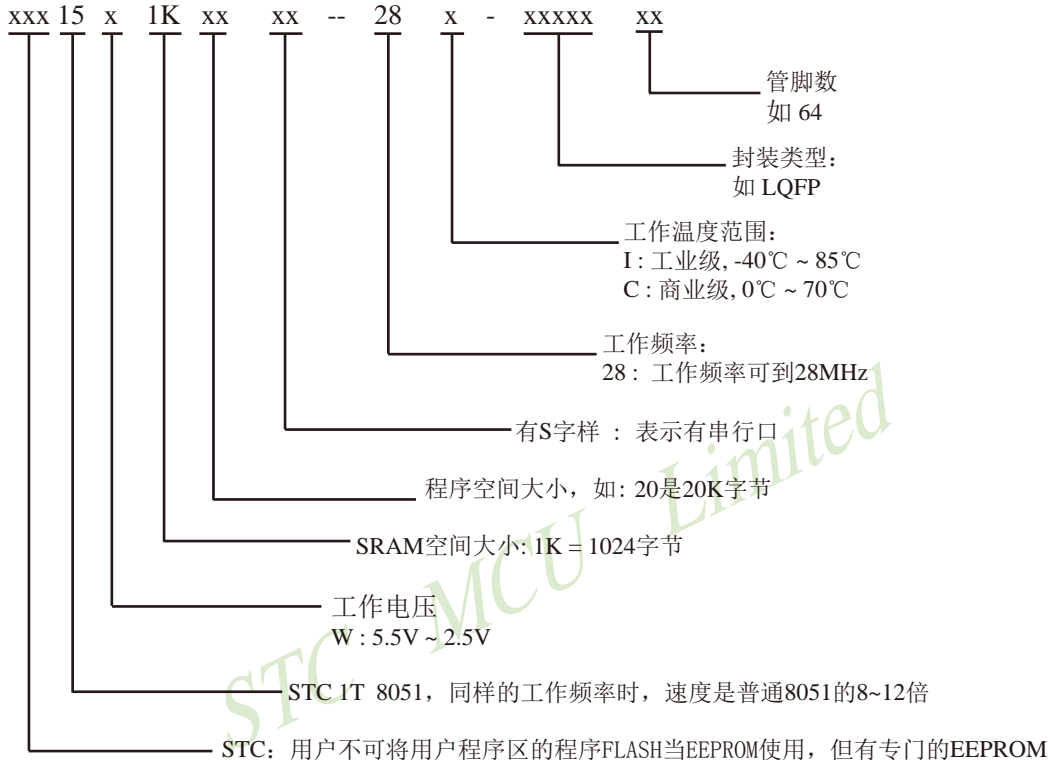 xxx 15 x 1K xx xx -- 28 x - xxxxx xx
管脚数
如 64
封装类型：
如 LQFP
工作温度范围：
I : 工业级, -40℃ ~ 85℃
C : 商业级, 0℃ ~ 70℃
工作频率：
28 : 工作频率可到28MHz
有S字样 : 表示有串行口
程序空间大小，如: 20是20K字节
SRAM空间大小: 1K = 1024字节
工作电压
W : 5.5V ~ 2.5V
STC 1T 8051，同样的工作频率时，速度是普通8051的8~12倍
STC：用户不可将用户程序区的程序FLASH当EEPROM使用，但有专门的EEPROM
STC MCU Limited